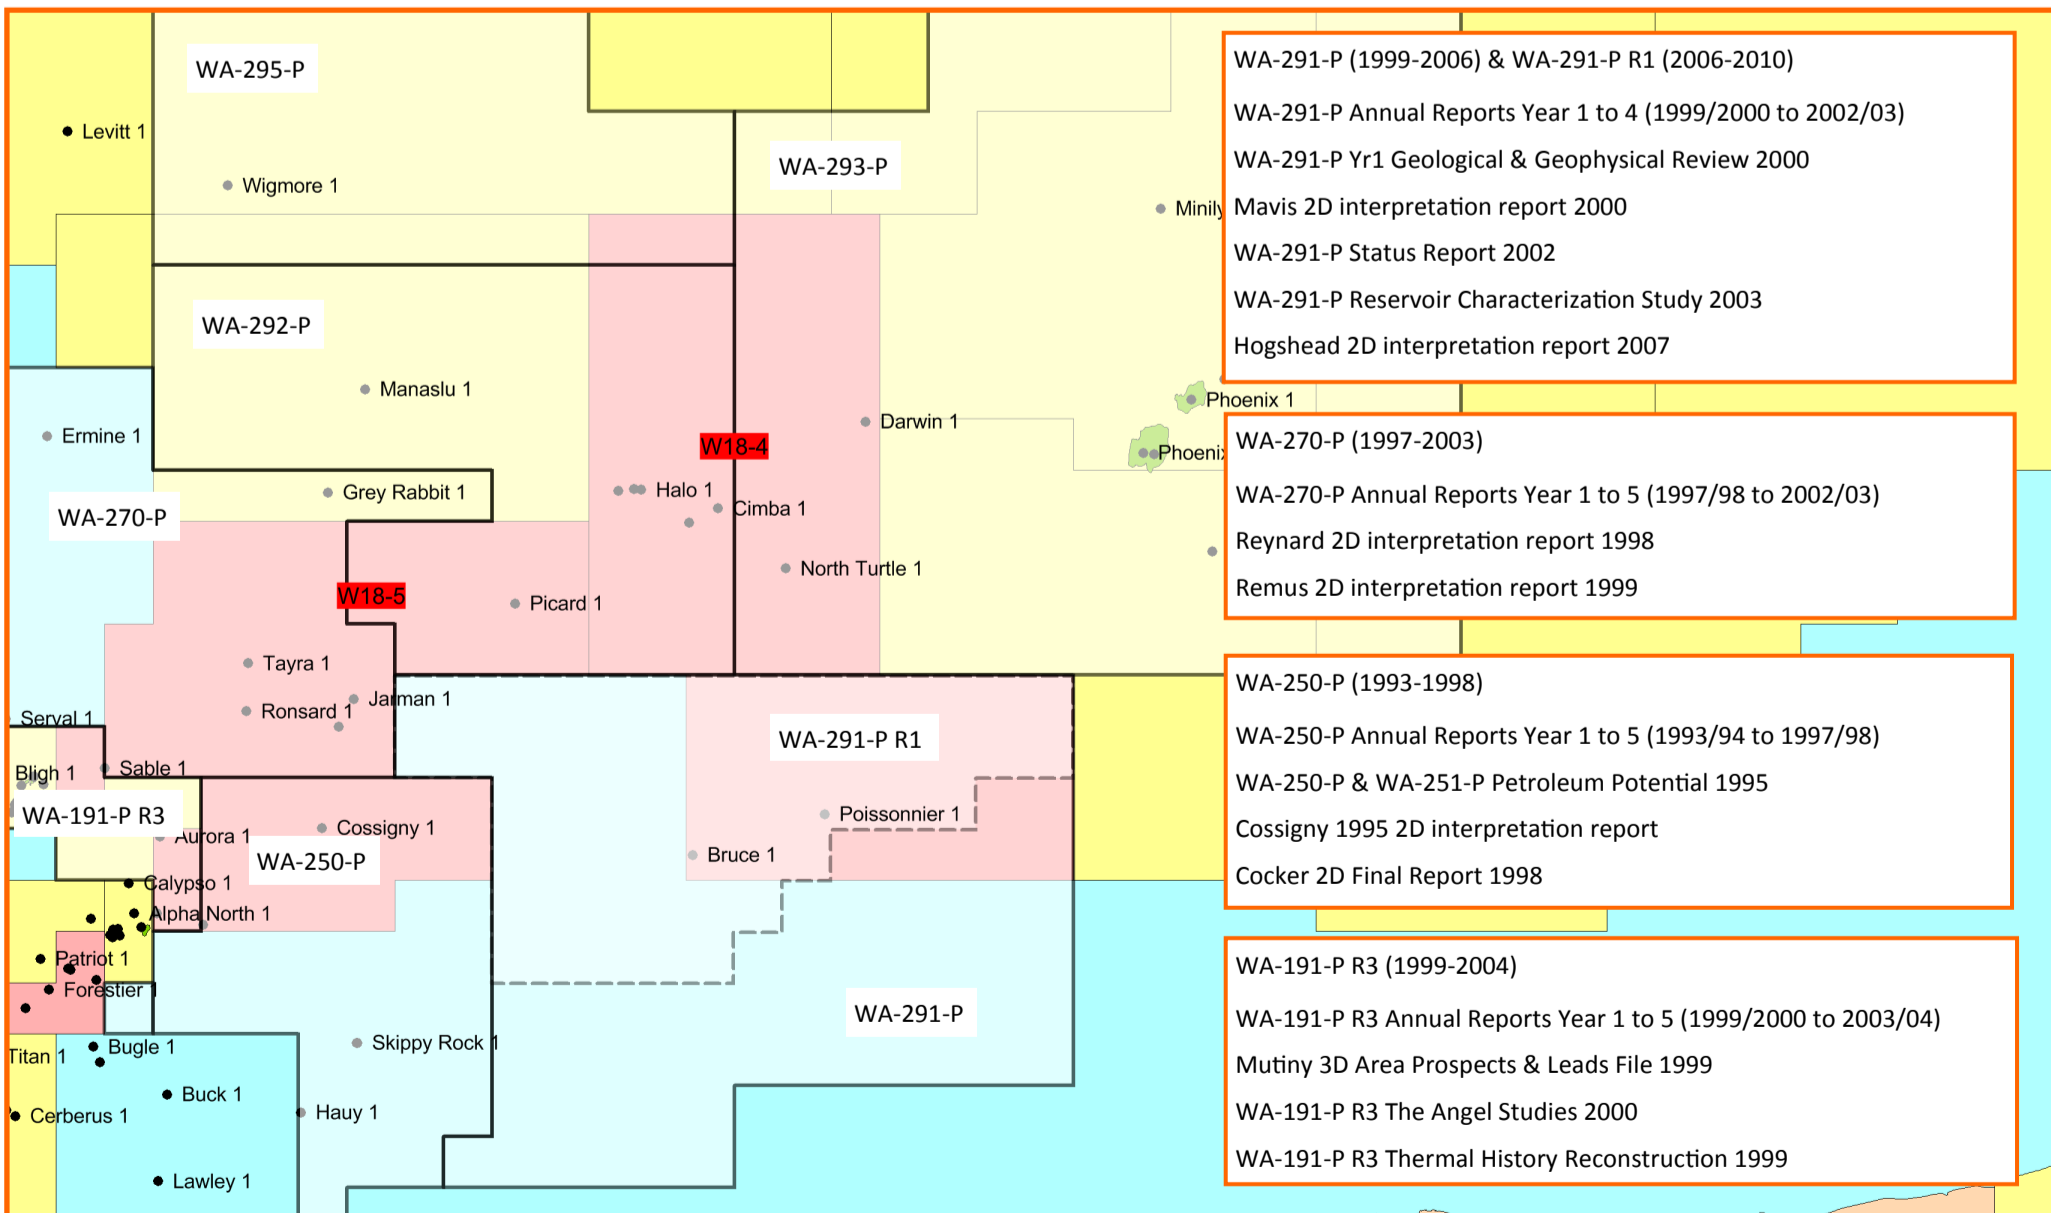 WA-295-P
Levitt 1
Wigmore 1
WA-293-P
WA-292-P
Manaslu 1
Ermine 1
Grey Rabbit 1
WA-270-P
W18-4
Darwin 1
Halo 1
Cimba 1
North Turtle 1
W18-5
Picard 1
Minily
Phoenix 1
Phoenix
Tayra 1
Ronsard 1
Jarman 1
Serval 1
Sable 1
Bligh 1
WA-191-P R3
Aurora 1
Cossigny 1
WA-250-P
WA-291-P R1
Poissonnier 1
Bruce 1
Calypso 1
Alpha North 1
Patriot 1
Forestier 1
WA-291-P
Skippy Rock 1
Titan 1
Bugle 1
Buck 1
Cerberus 1
Hauy 1
Lawley 1
WA-291-P (1999-2006) & WA-291-P R1 (2006-2010)
WA-291-P Annual Reports Year 1 to 4 (1999/2000 to 2002/03)
WA-291-P Yr1 Geological & Geophysical Review 2000
Mavis 2D interpretation report 2000
WA-291-P Status Report 2002
WA-291-P Reservoir Characterization Study 2003
Hogshead 2D interpretation report 2007
WA-270-P (1997-2003)
WA-270-P Annual Reports Year 1 to 5 (1997/98 to 2002/03)
Reynard 2D interpretation report 1998
Remus 2D interpretation report 1999
WA-250-P (1993-1998)
WA-250-P Annual Reports Year 1 to 5 (1993/94 to 1997/98)
WA-250-P & WA-251-P Petroleum Potential 1995
Cossigny 1995 2D interpretation report
Cocker 2D Final Report 1998
WA-191-P R3 (1999-2004)
WA-191-P R3 Annual Reports Year 1 to 5 (1999/2000 to 2003/04)
Mutiny 3D Area Prospects & Leads File 1999
WA-191-P R3 The Angel Studies 2000
WA-191-P R3 Thermal History Reconstruction 1999